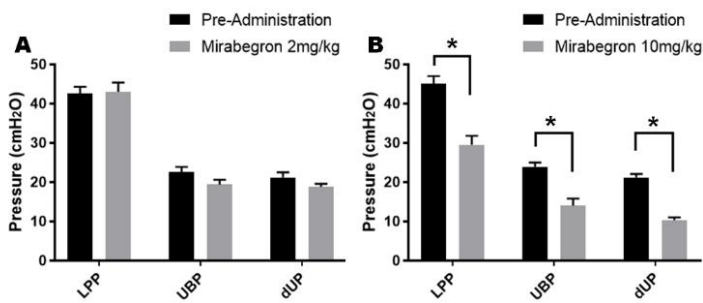 A
Pre-Administration
Mirabegron 2mg/kg
Pressure (cmH2O)
50
40
30
20
10
0
LPP
UBP
dUP
B
Pre-Administration
Mirabegron 10mg/kg
Pressure (cmH2O)
50
40
30
20
10
0
*
*
*
LPP
UBP
dUP